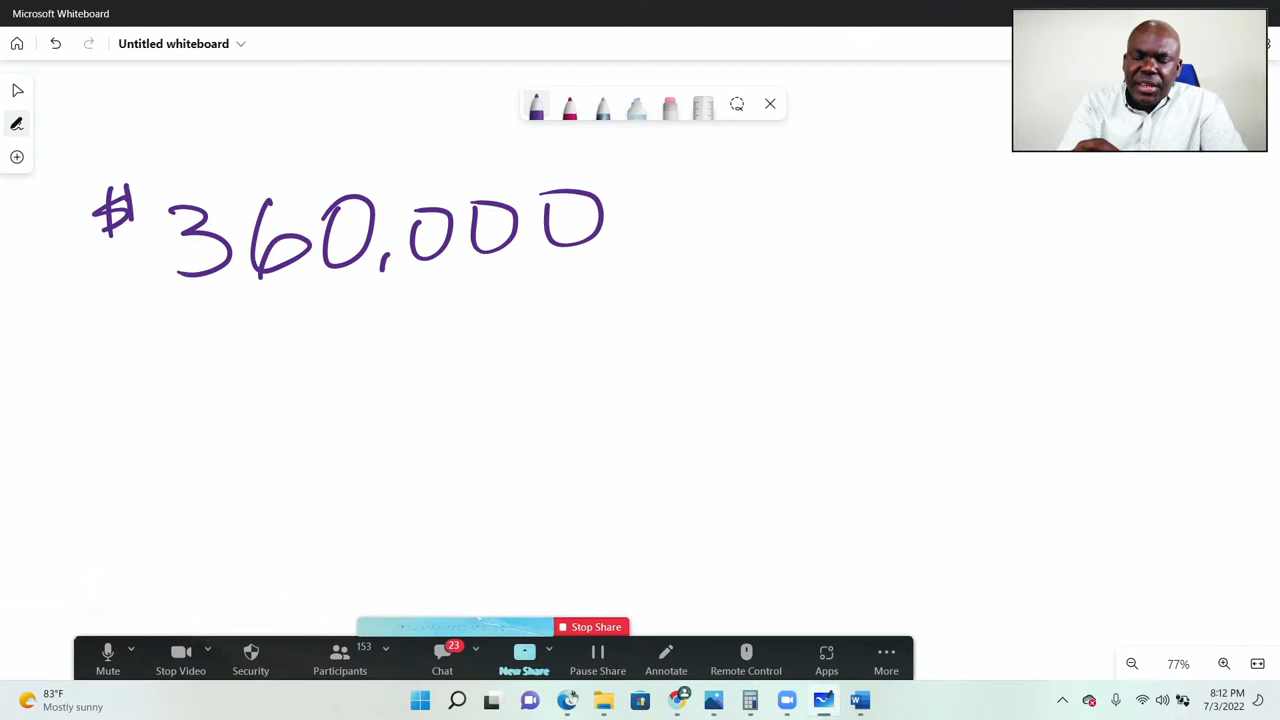 Microsoft Whiteboard
Untitled whiteboard
$ 360,000
Stop Share
153
23
Mute
Stop Video
Security
Participants
Chat
New Share
Pause Share
Annotate
Remote Control
Apps
More
77%
83°F
Mostly sunny
8:12 PM
7/3/2022